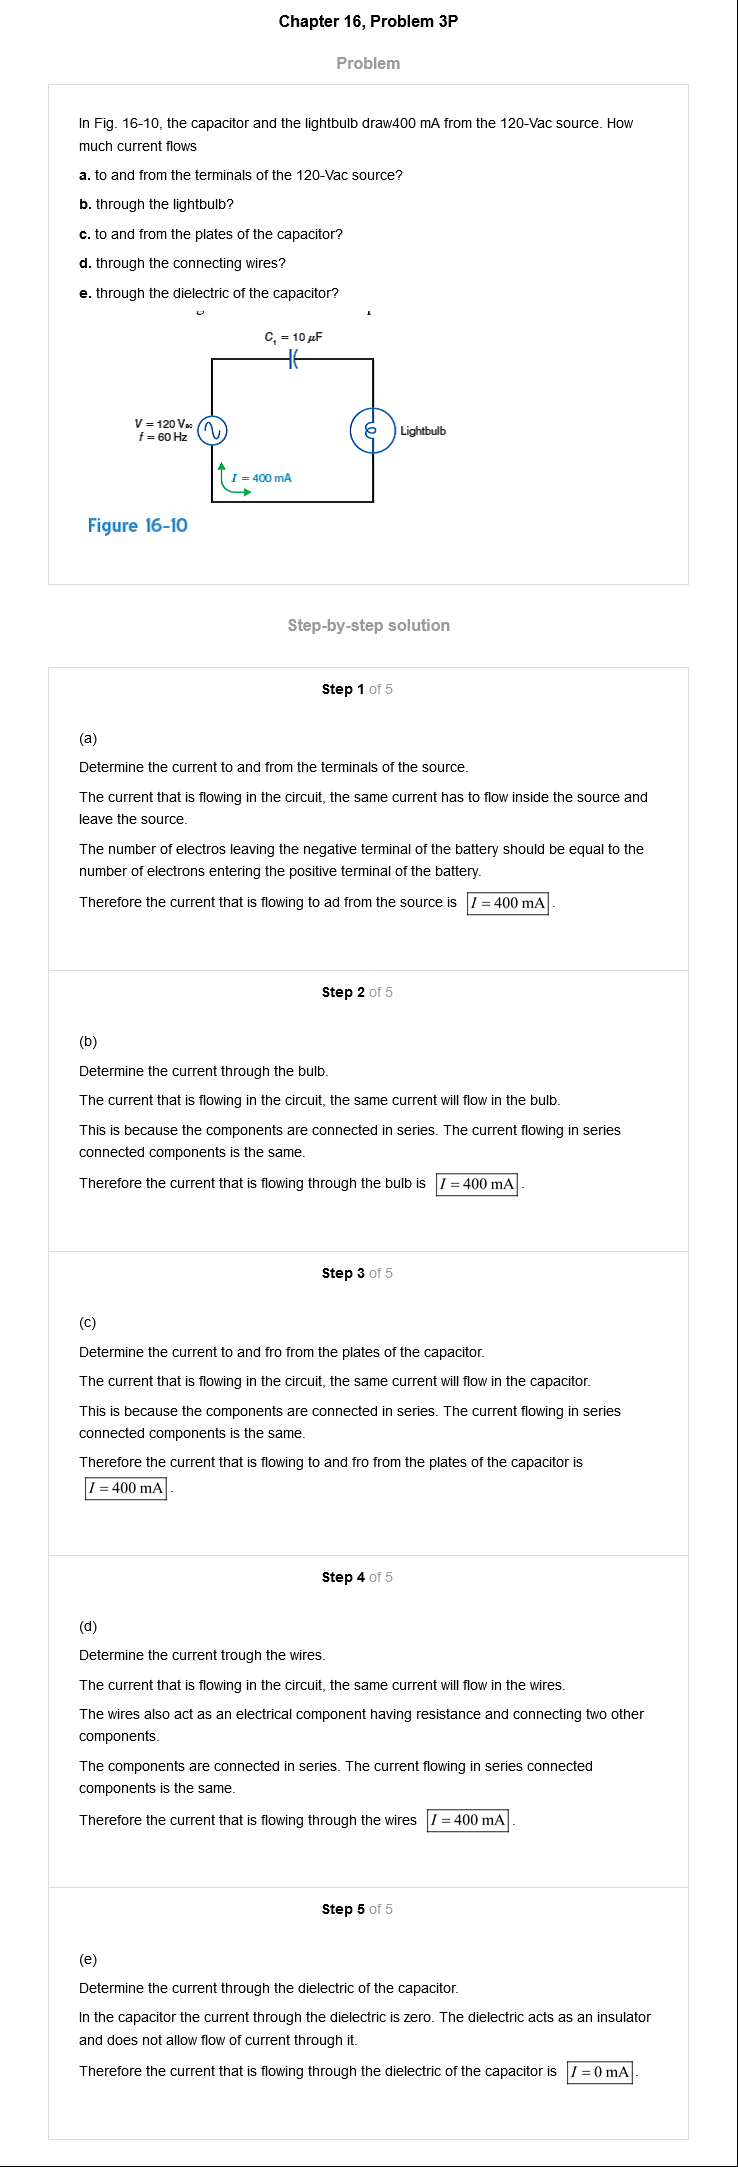 Chapter 16, Problem 3P
Problem
In Fig. 16-10, the capacitor and the lightbulb draw400 mA from the 120-Vac source. How
much current flows
a. to and from the terminals of the 120-Vac source?
b. through the lightbulb?
c. to and from the plates of the capacitor?
d. through the connecting wires?
e. through the dielectric of the capacitor?
C₁ = 10 μF
V = 120 Vac
f = 60 Hz
Lightbulb
I = 400 mA
Figure 16-10
Step-by-step solution
Step 1 of 5
(a)
Determine the current to and from the terminals of the source.
The current that is flowing in the circuit, the same current has to flow inside the source and
leave the source.
The number of electros leaving the negative terminal of the battery should be equal to the
number of electrons entering the positive terminal of the battery.
Therefore the current that is flowing to ad from the source is I = 400 mA.
Step 2 of 5
(b)
Determine the current through the bulb.
The current that is flowing in the circuit, the same current will flow in the bulb.
This is because the components are connected in series. The current flowing in series
connected components is the same.
Therefore the current that is flowing through the bulb is I = 400 mA.
Step 3 of 5
(c)
Determine the current to and fro from the plates of the capacitor.
The current that is flowing in the circuit, the same current will flow in the capacitor.
This is because the components are connected in series. The current flowing in series
connected components is the same.
Therefore the current that is flowing to and fro from the plates of the capacitor is
I = 400 mA.
Step 4 of 5
(d)
Determine the current trough the wires.
The current that is flowing in the circuit, the same current will flow in the wires.
The wires also act as an electrical component having resistance and connecting two other
components.
The components are connected in series. The current flowing in series connected
components is the same.
Therefore the current that is flowing through the wires I = 400 mA.
Step 5 of 5
(e)
Determine the current through the dielectric of the capacitor.
In the capacitor the current through the dielectric is zero. The dielectric acts as an insulator
and does not allow flow of current through it.
Therefore the current that is flowing through the dielectric of the capacitor is I = 0 mA.